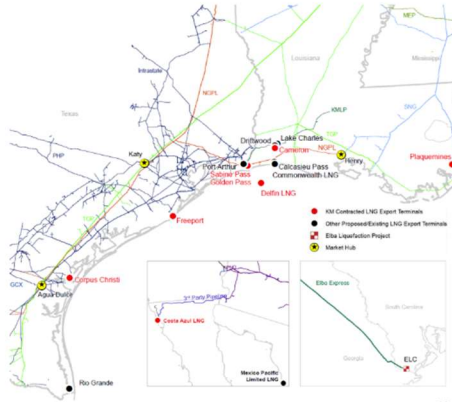 MEP
Louisiana
Mississippi
Intrastate
NGPL
SNG
Texas
KMLP
Driftwood
Lake Charles
TGP
Cameron
NGPL
PHP
Katy
Port Arthur
Henry
Plaquemines
Sabine Pass
Calcasieu Pass
Golden Pass
Commonwealth LNG
Delfin LNG
Freeport
KM Contracted LNG Export Terminals
Other Proposed/Existing LNG Export Terminals
Elba Liquefaction Project
Market Hub
TGP
Corpus Christi
GCX
Agua Dulce
Elba Express
3rd Party Pipeline
South Carolina
Costa Azul LNG
Georgia
ELC
Mexico Pacific
Limited LNG
Rio Grande